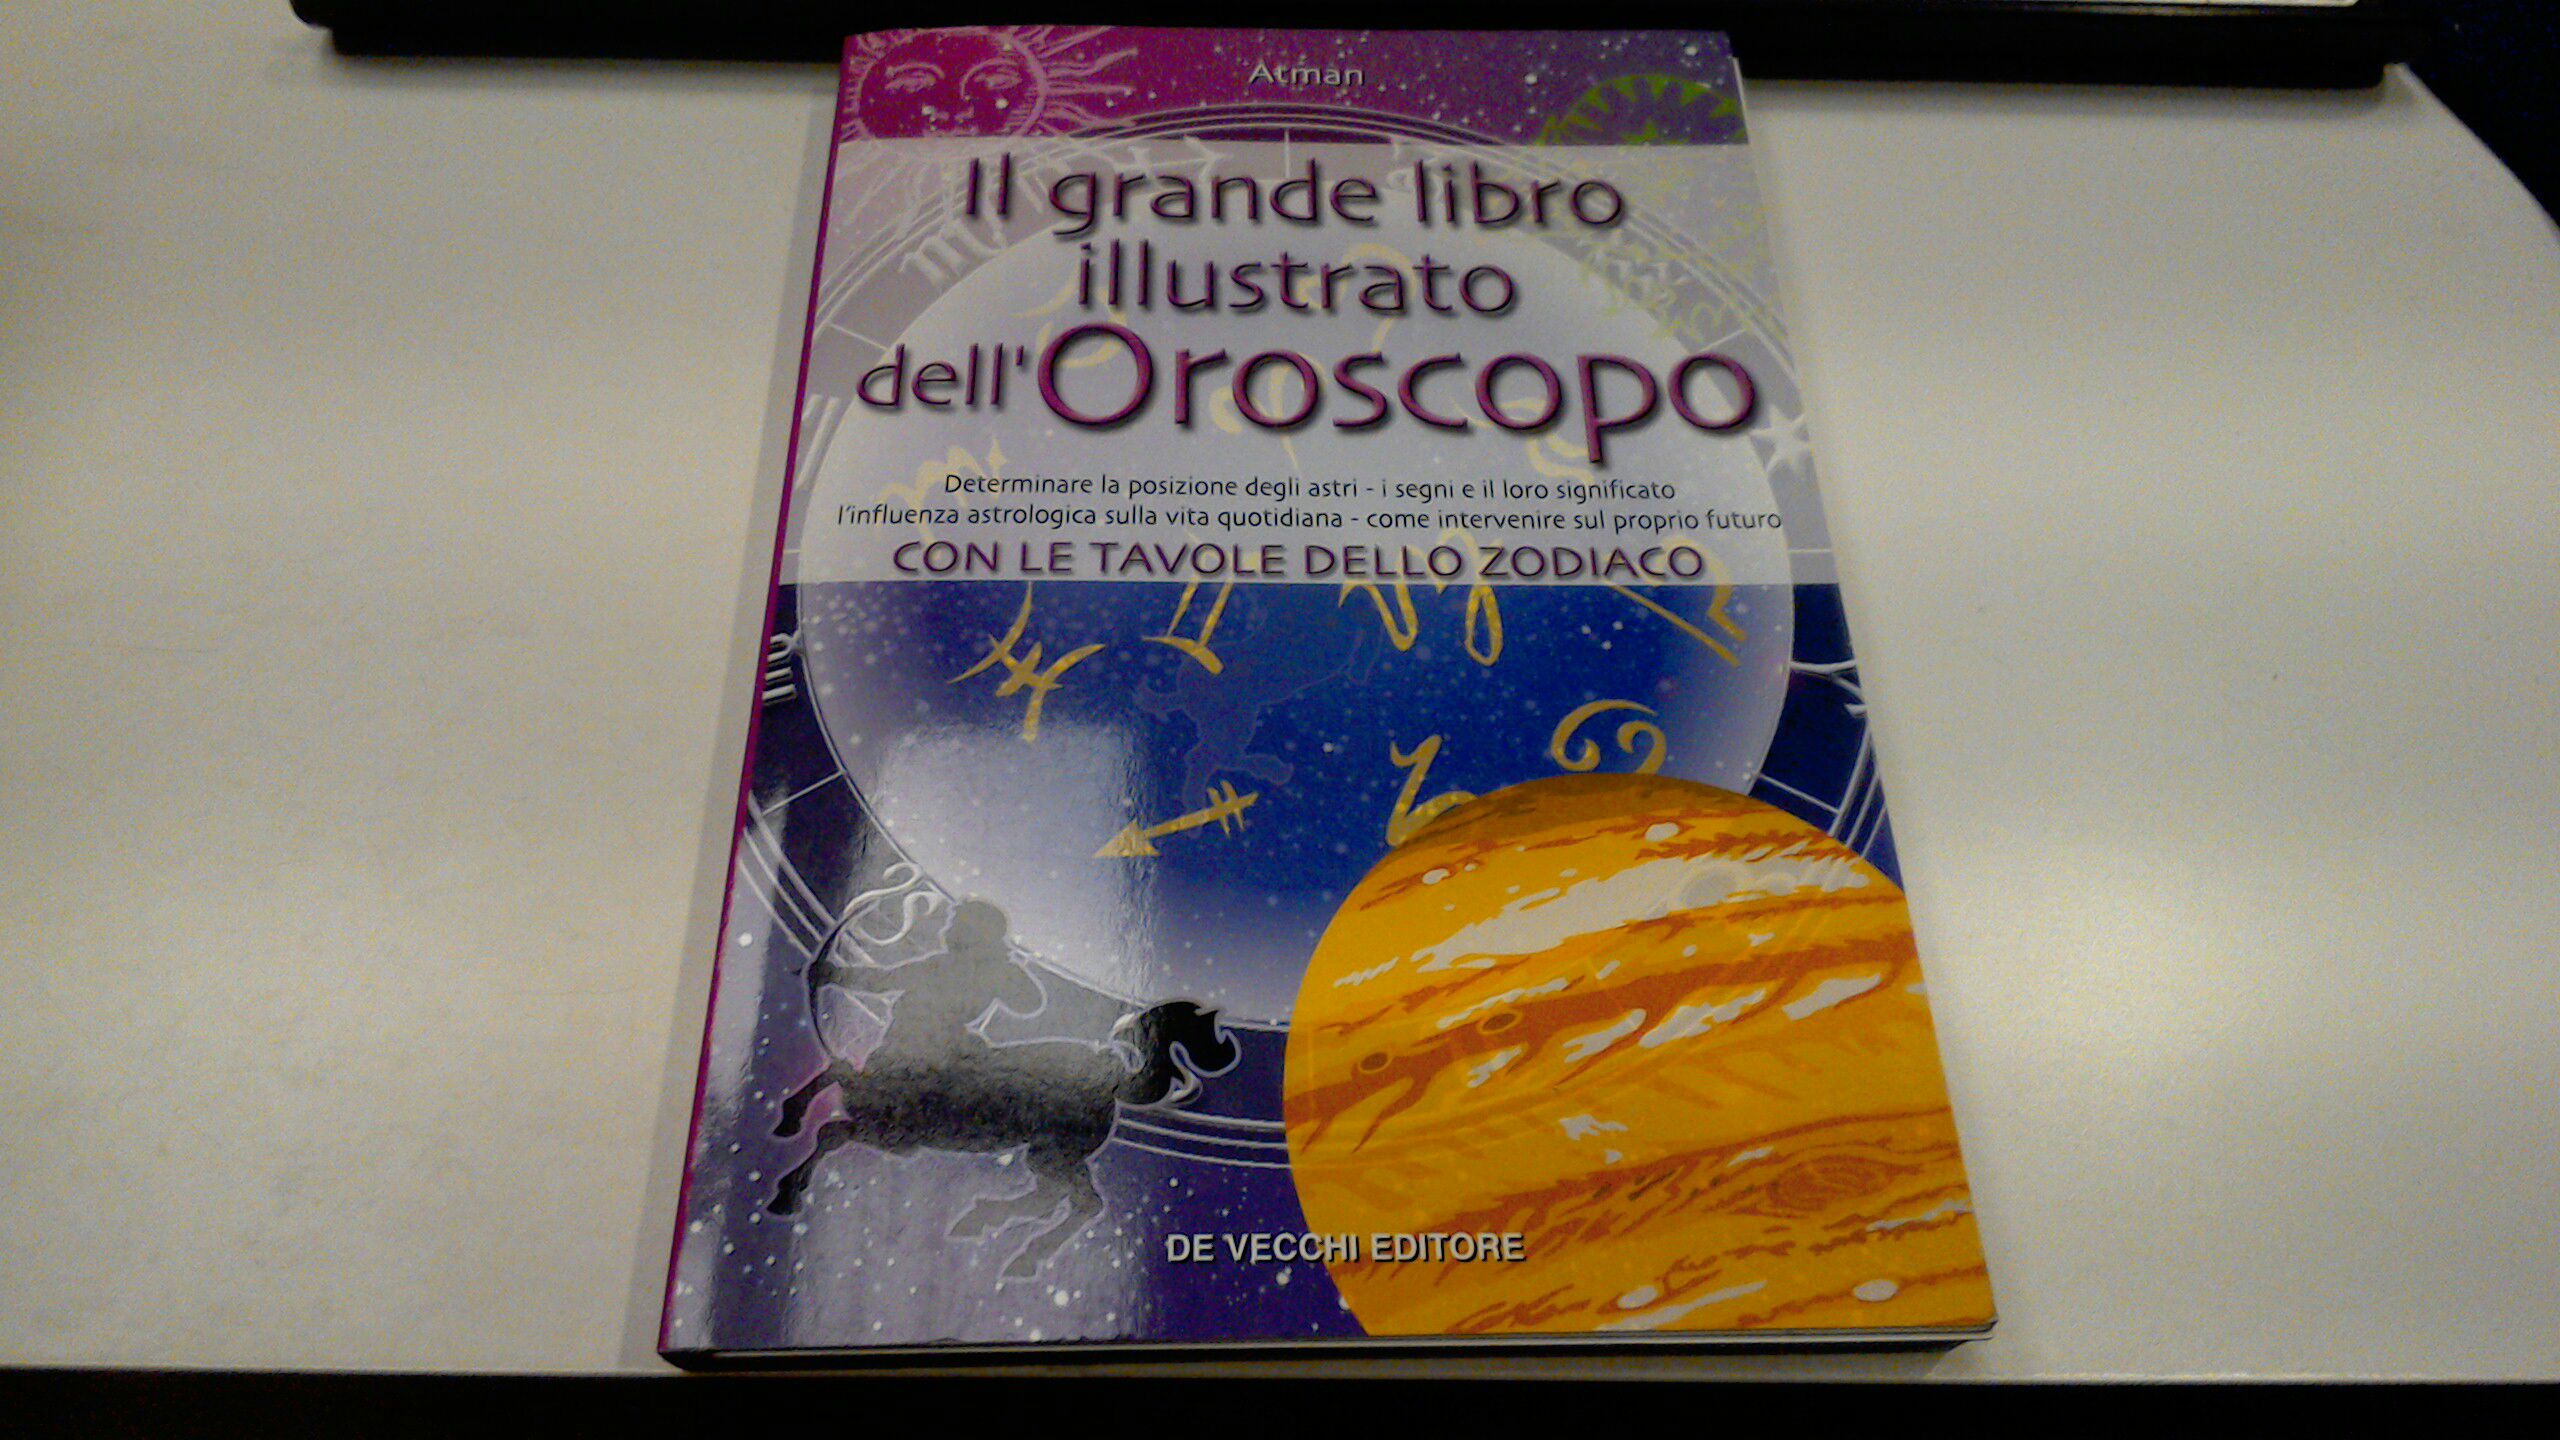 Atman
Il grande libro
illustrato
dell'Oroscopo
Determinare la posizione degli astri - i segni e il loro significato
l'influenza astrologica sulla vita quotidiana - come intervenire sul proprio futuro
CON LE TAVOLE DELLO ZODIACO
DE VECCHI EDITORE